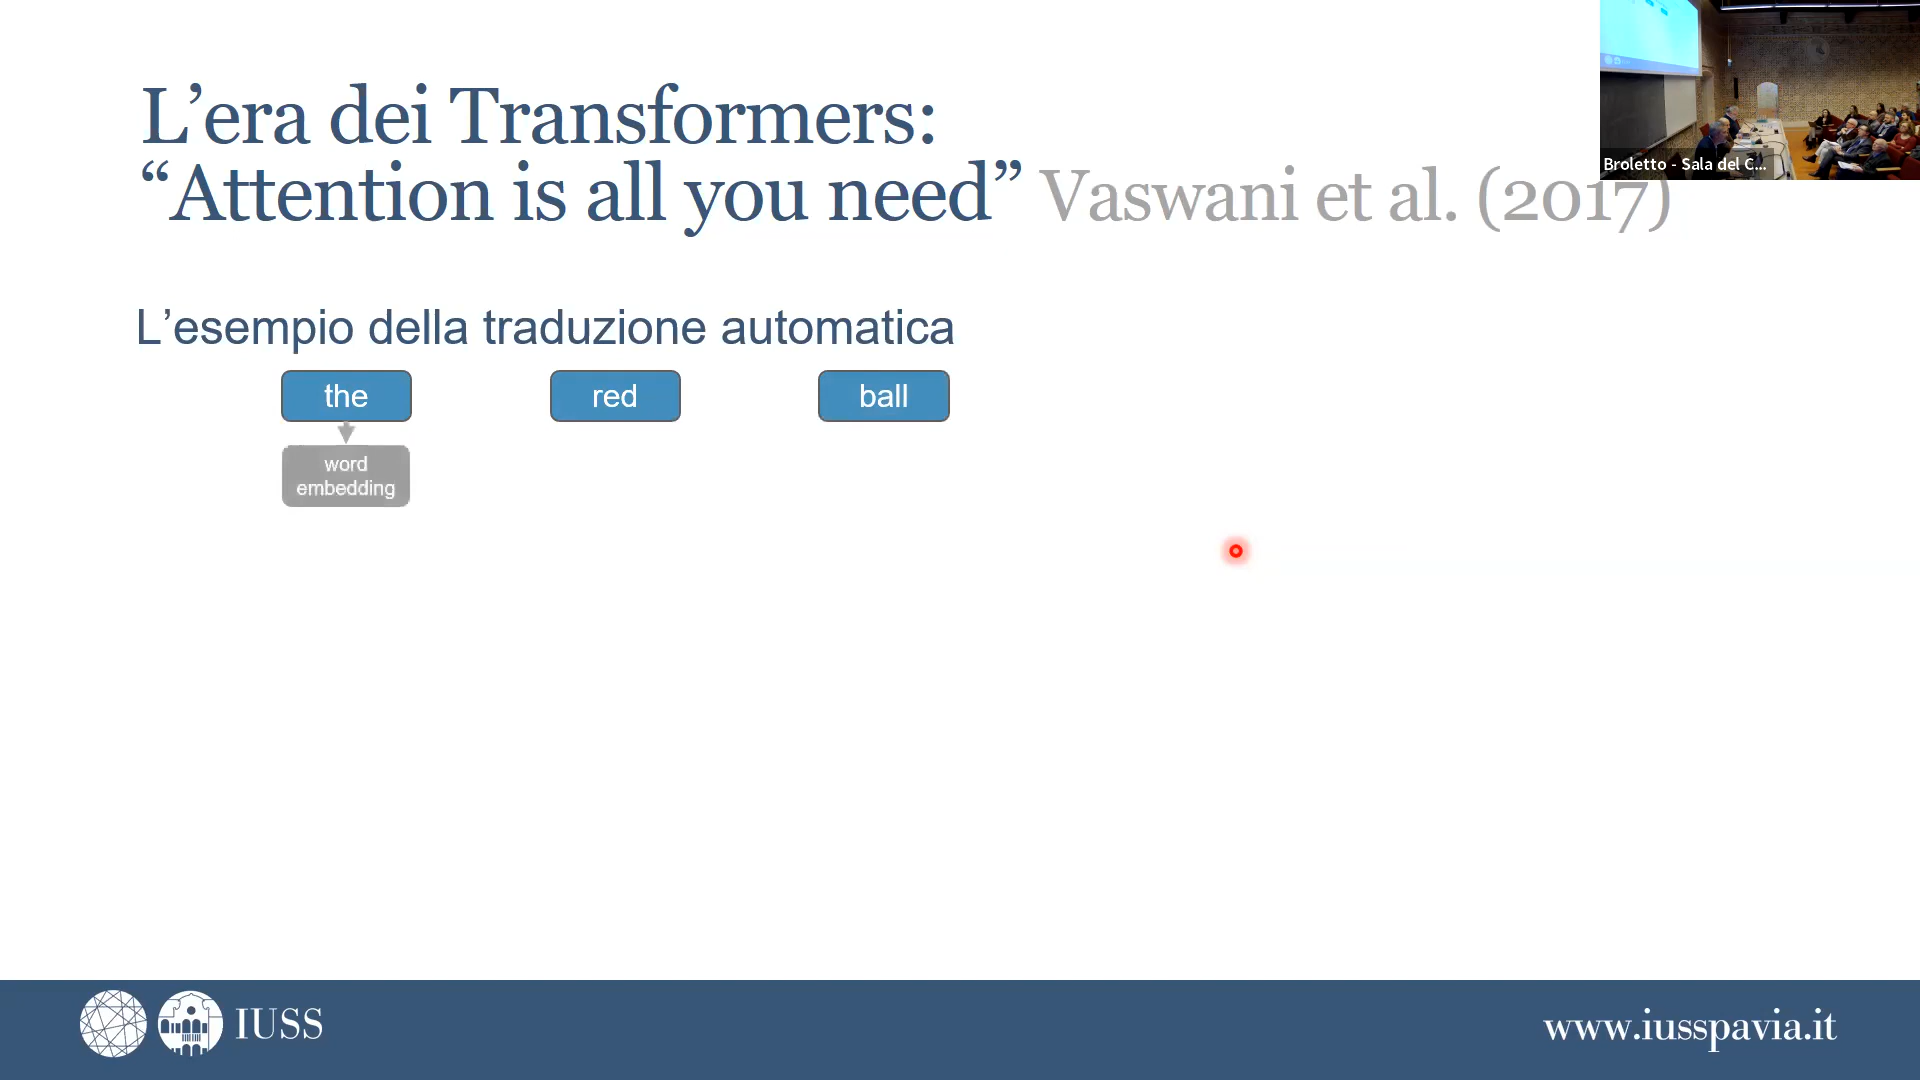 L’era dei Transformers:
“Attention is all you need” Vaswani et al. (2017)
Broletto - Sala del C...
L’esempio della traduzione automatica
the red ball
word
embedding
IUSS
www.iusspavia.it